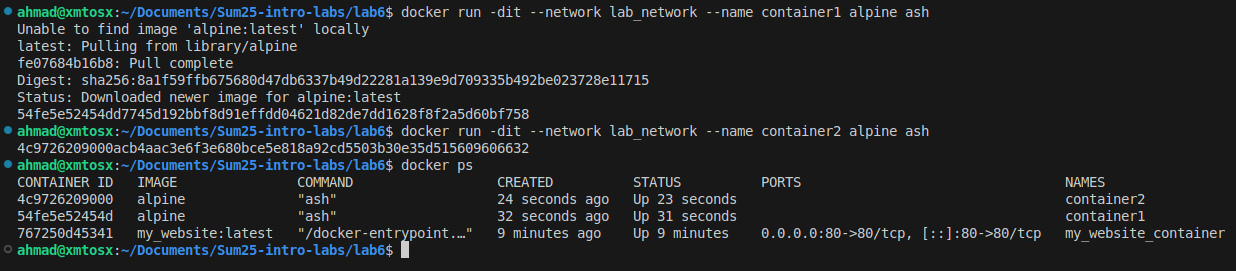 ahmad@xmtosx:~/Documents/Sum25-intro-labs/lab6$ docker run -dit --network lab_network --name container1 alpine ash
Unable to find image 'alpine:latest' locally
latest: Pulling from library/alpine
fe07684b16b8: Pull complete
Digest: sha256:8a1f59ffb675680d47db6337b49d22281a139e9d709335b492be023728e11715
Status: Downloaded newer image for alpine:latest
54fe5e52454dd7745d192bbf8d91effdd04621d82de7dd1628f8f2a5d60bf758
ahmad@xmtosx:~/Documents/Sum25-intro-labs/lab6$ docker run -dit --network lab_network --name container2 alpine ash
4c9726209000acb4aac3e6f3e680bce5e818a92cd5503b30e35d515609606632
ahmad@xmtosx:~/Documents/Sum25-intro-labs/lab6$ docker ps
CONTAINER ID   IMAGE               COMMAND                  CREATED          STATUS          PORTS                                 NAMES
4c9726209000   alpine              "ash"                    24 seconds ago   Up 23 seconds                                         container2
54fe5e52454d   alpine              "ash"                    32 seconds ago   Up 31 seconds                                         container1
767250d45341   my_website:latest   "/docker-entrypoint.…"   9 minutes ago    Up 9 minutes    0.0.0.0:80->80/tcp, [::]:80->80/tcp   my_website_container
ahmad@xmtosx:~/Documents/Sum25-intro-labs/lab6$